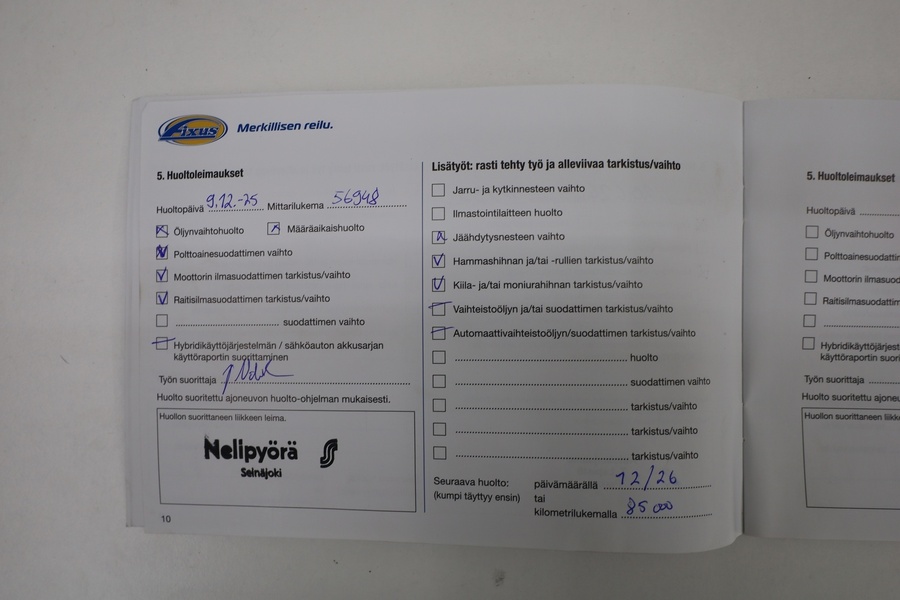 Fixus Merkillisen reilu.
5. Huoltoleimaukset
Huoltopäivä 9.12.-25 Mittarilukema 56948
Öljynvaihtohuolto Määräaikaishuolto
Polttoainesuodattimen vaihto
Moottorin ilmasuodattimen tarkistus/vaihto
Raitisilmasuodattimen tarkistus/vaihto
suodattimen vaihto
Hybridikäyttöjärjestelmän / sähköauton akkusarjan
käyttöraportin suorittaminen
Työn suorittaja
Huolto suoritettu ajoneuvon huolto-ohjelman mukaisesti.
Huollon suorittaneen liikkeen leima.
Nelipyörä
Seinäjoki
10
Lisätyöt: rasti tehty työ ja alleviivaa tarkistus/vaihto
Jarru- ja kytkinnesteen vaihto
Ilmastointilaitteen huolto
Jäähdytysnesteen vaihto
Hammashihnan ja/tai -rullien tarkistus/vaihto
Kiila- ja/tai moniurahihnan tarkistus/vaihto
Vaihteistoöljyn ja/tai suodattimen tarkistus/vaihto
Automaattivaihteistoöljyn/suodattimen tarkistus/vaihto
huolto
suodattimen vaihto
tarkistus/vaihto
tarkistus/vaihto
tarkistus/vaihto
Seuraava huolto: päivämäärällä 12/26
(kumpi täyttyy ensin) tai
kilometrilukemalla 85 000
5. Huoltoleimaukset
Huoltopäivä
Öljynvaihtohuolto
Polttoainesuodattim
Moottorin ilmasuod
Raitisilmasuodattim
Hybridikäyttöjärjest
käyttöraportin suori
Työn suorittaja
Huolto suoritettu ajoneu
Huollon suorittaneen liikk